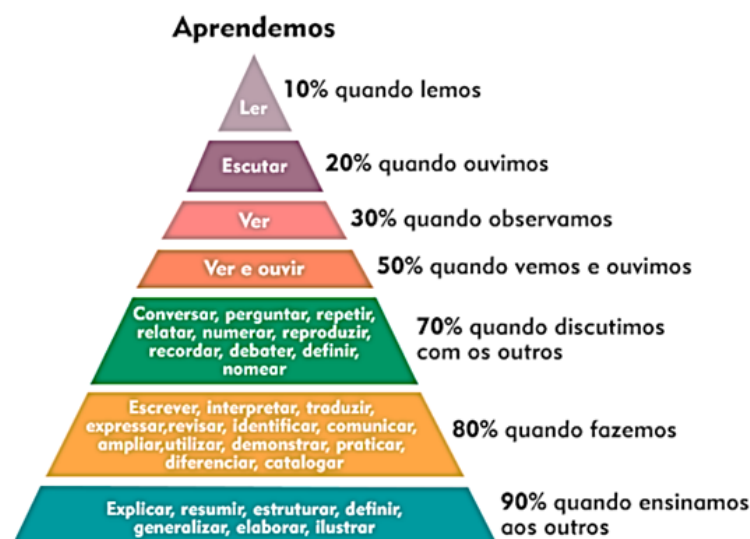 Aprendemos
Ler
10% quando lemos
Escutar
20% quando ouvimos
Ver
30% quando observamos
Ver e ouvir
50% quando vemos e ouvimos
Conversar, perguntar, repetir,
relatar, numerar, reproduzir,
recordar, debater, definir,
nomear
70% quando discutimos
com os outros
Escrever, interpretar, traduzir,
expressar,revisar, identificar, comunicar,
ampliar,utilizar, demonstrar, praticar,
diferenciar, catalogar
80% quando fazemos
Explicar, resumir, estruturar, definir,
generalizar, elaborar, ilustrar
90% quando ensinamos
aos outros